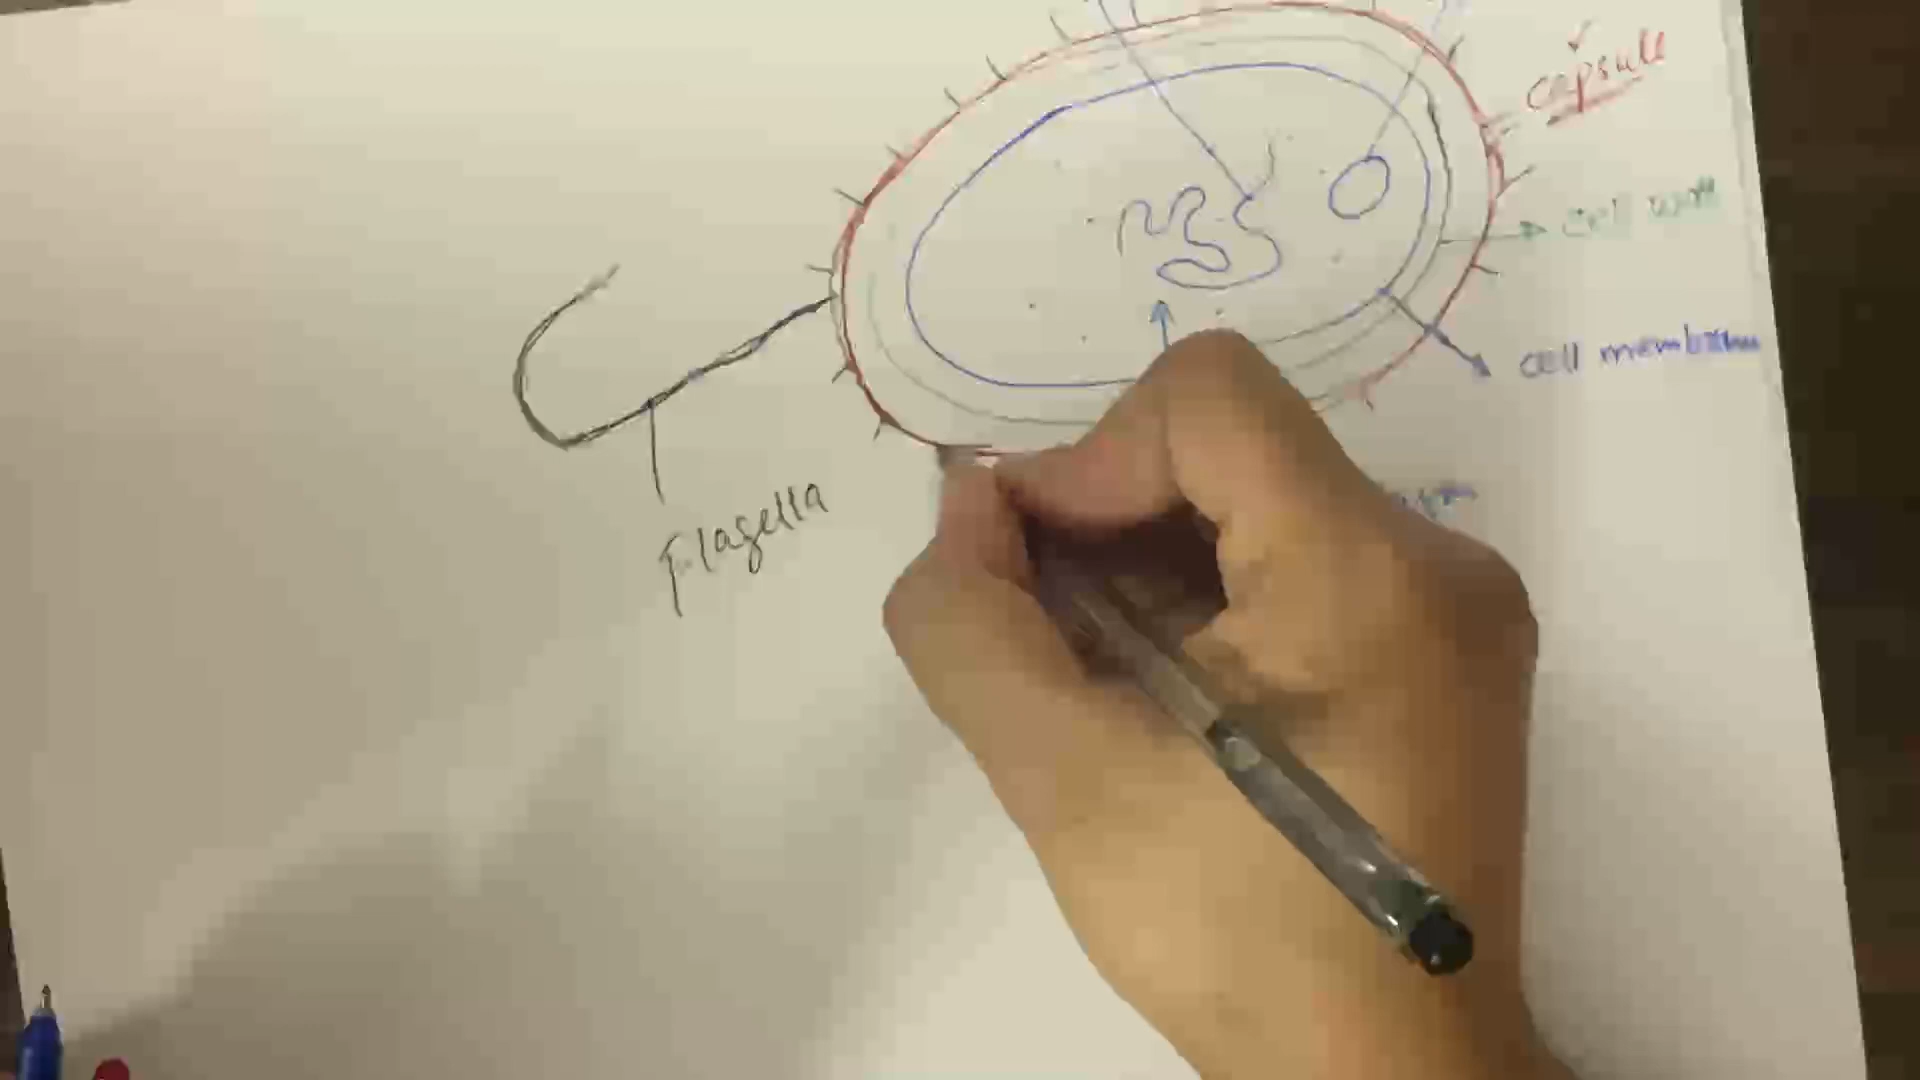 capsule
cell wall
cell membrane
Flagella